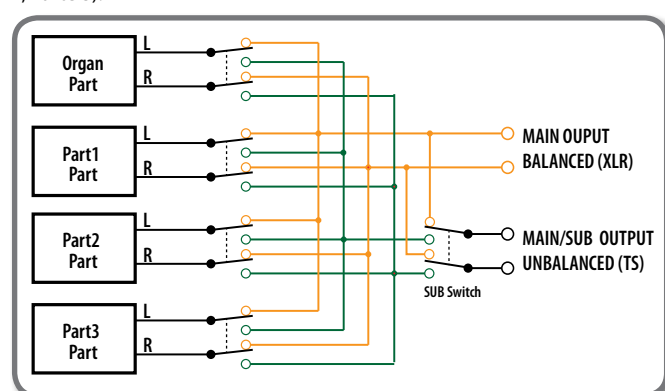 Organ
Part
L
R
Part1
Part
L
R
Part2
Part
L
R
Part3
Part
L
R
MAIN OUPUT
BALANCED (XLR)
MAIN/SUB OUTPUT
UNBALANCED (TS)
SUB Switch